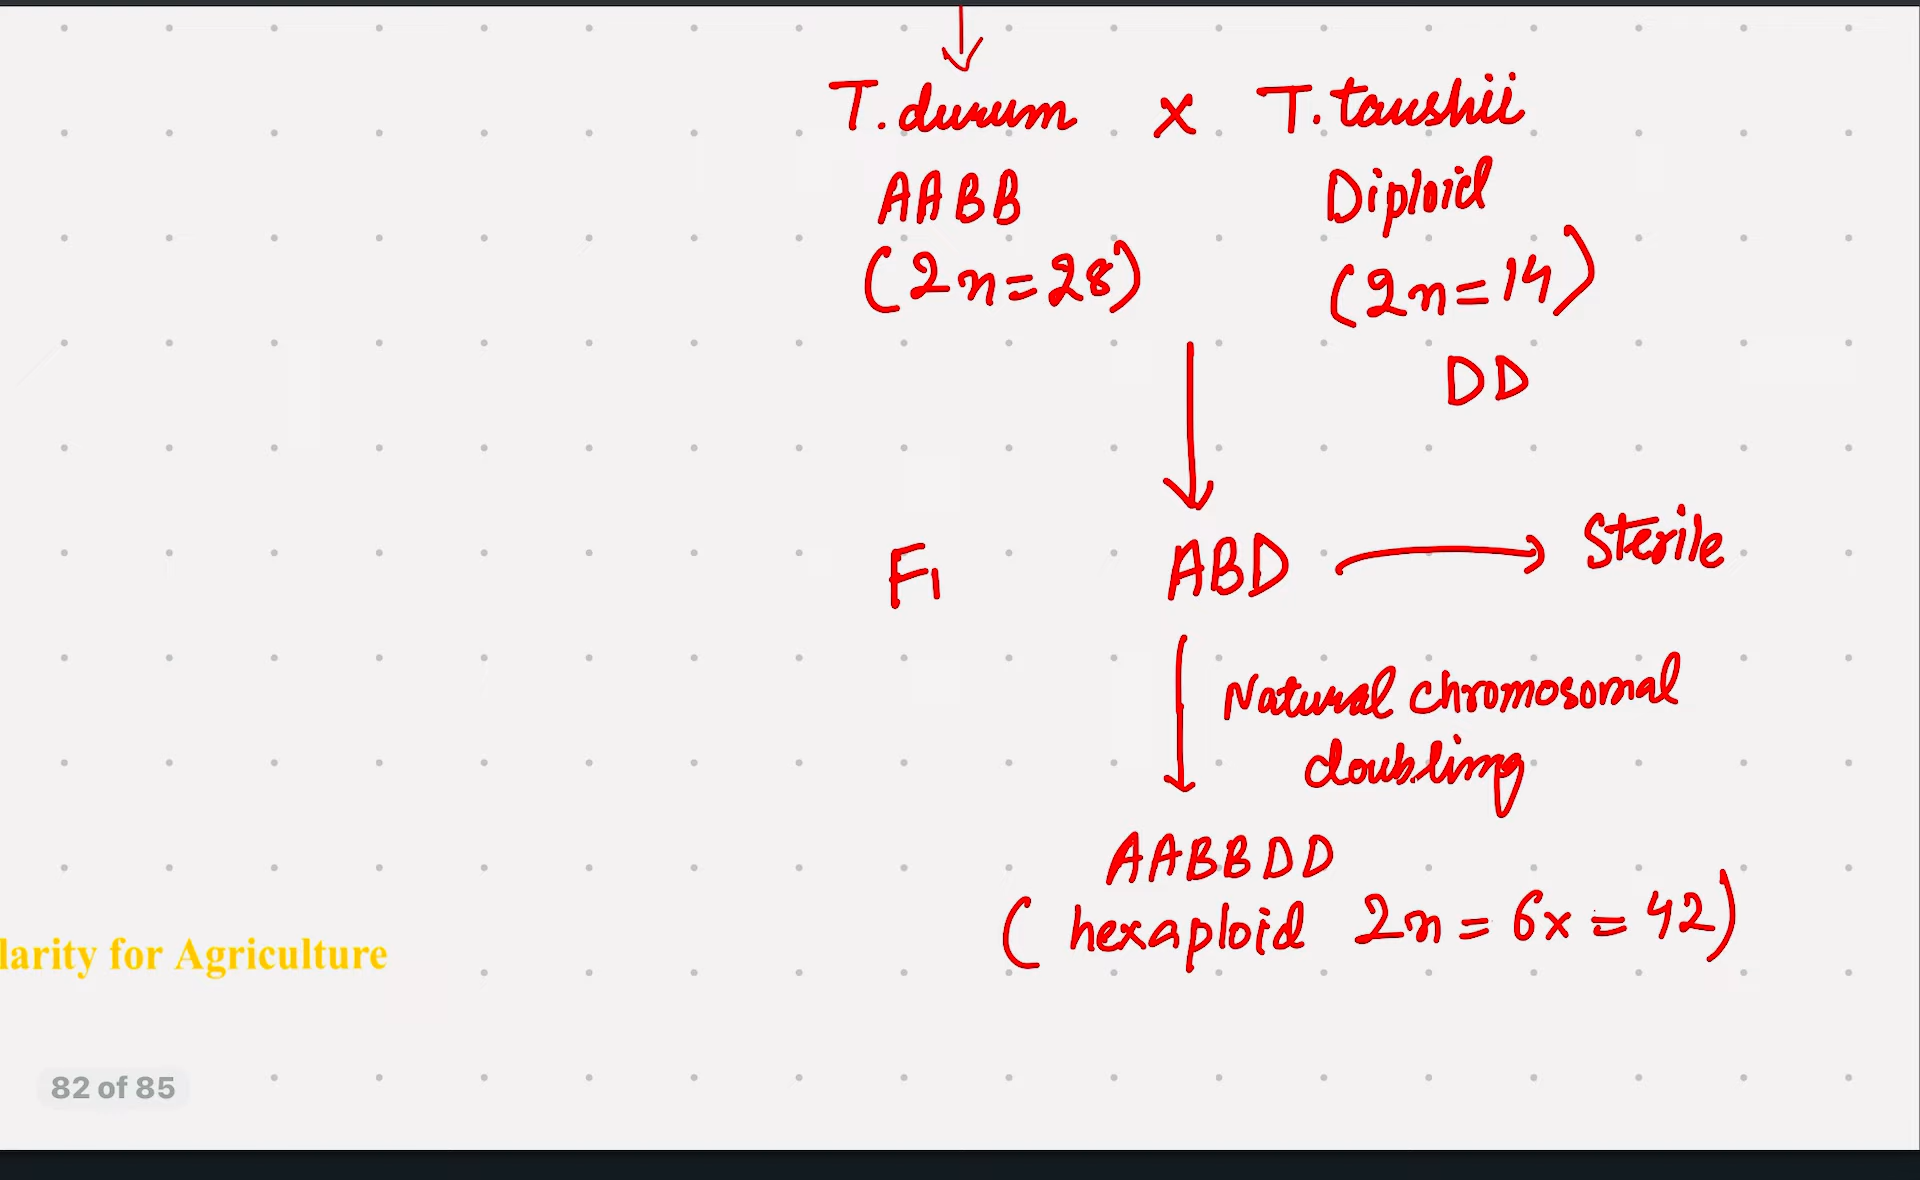 T. durum x T. taushii
AABB Diploid
(2n=28) (2n=14)
DD
F1 ABD → Sterile
Natural chromosomal
doubling
AABBDD
(hexaploid 2n = 6x = 42)
larity for Agriculture
82 of 85